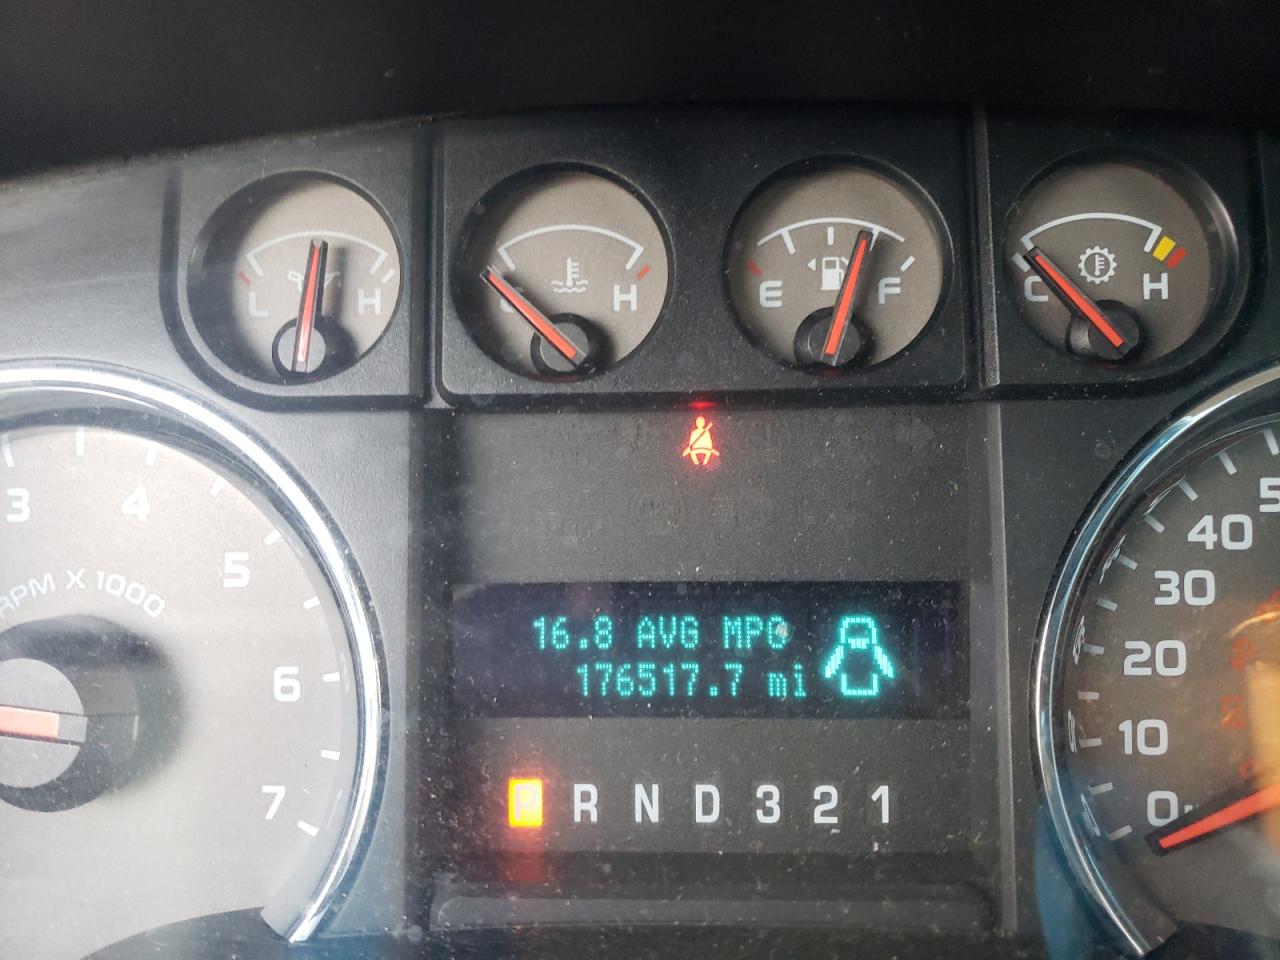 L H
C H
E F
C H
3 4 5 6 7
RPM X 1000
16.8 AVG MPG
176517.7 mi
P R N D 3 2 1
0 10 20 30 40